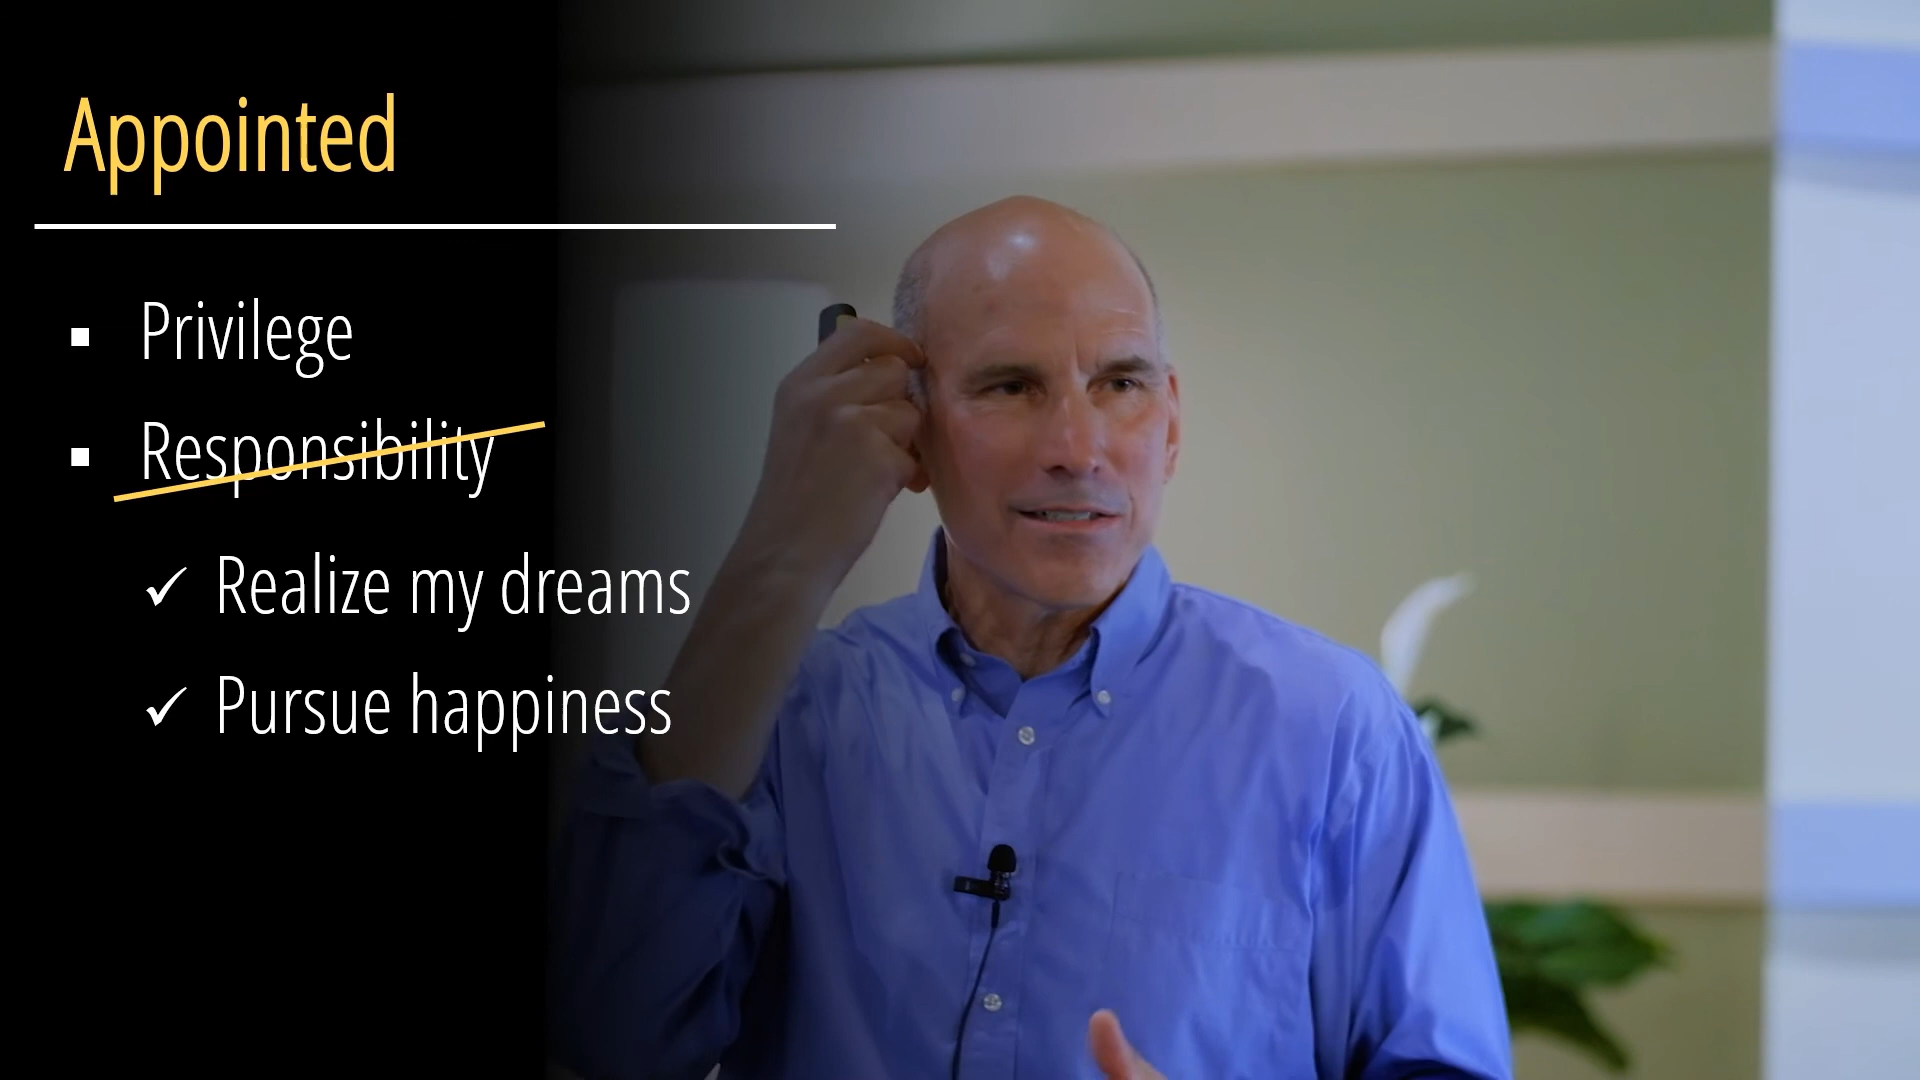 Appointed
Privilege
Responsibility
Realize my dreams
Pursue happiness